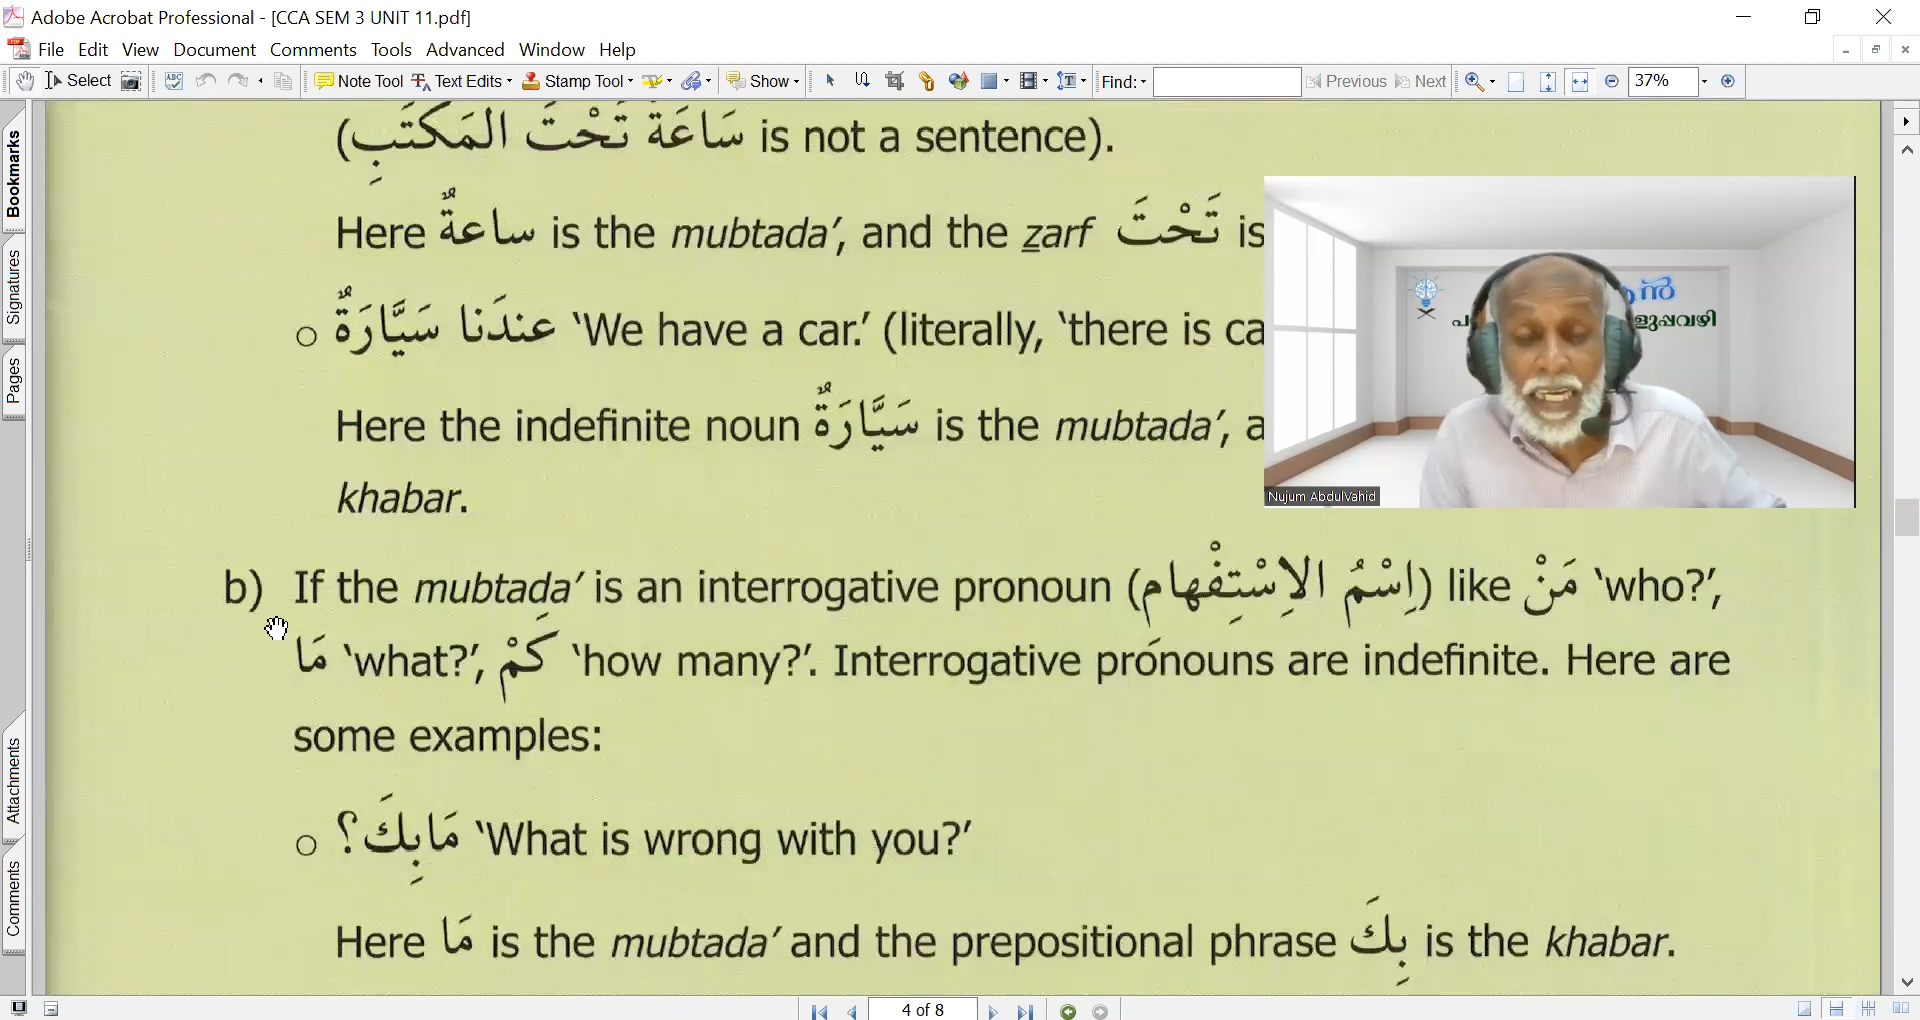 Adobe Acrobat Professional - [CCA SEM 3 UNIT 11.pdf]
File Edit View Document Comments Tools Advanced Window Help
Select Note Tool Text Edits Stamp Tool Show Find: Previous Next 37%
Bookmarks
Signatures
Pages
Attachments
Comments
(سَاعَةٌ تَحْتَ المَكتَبِ is not a sentence).
Here ساعةٌ is the mubtada’, and the zarf تَحْتَ is
o عندَنا سَيَّارَةٌ ‘We have a car.’ (literally, ‘there is ca
Here the indefinite noun سَيَّارَةٌ is the mubtada’, a
khabar.
b) If the mubtada’ is an interrogative pronoun (اِسْمُ الاِسْتِفْهام) like مَنْ ‘who?’,
مَا ‘what?’, كَمْ ‘how many?’. Interrogative pronouns are indefinite. Here are
some examples:
o مَابِكَ؟ ‘What is wrong with you?’
Here مَا is the mubtada’ and the prepositional phrase بِكَ is the khabar.
Nujum AbdulVahid
4 of 8